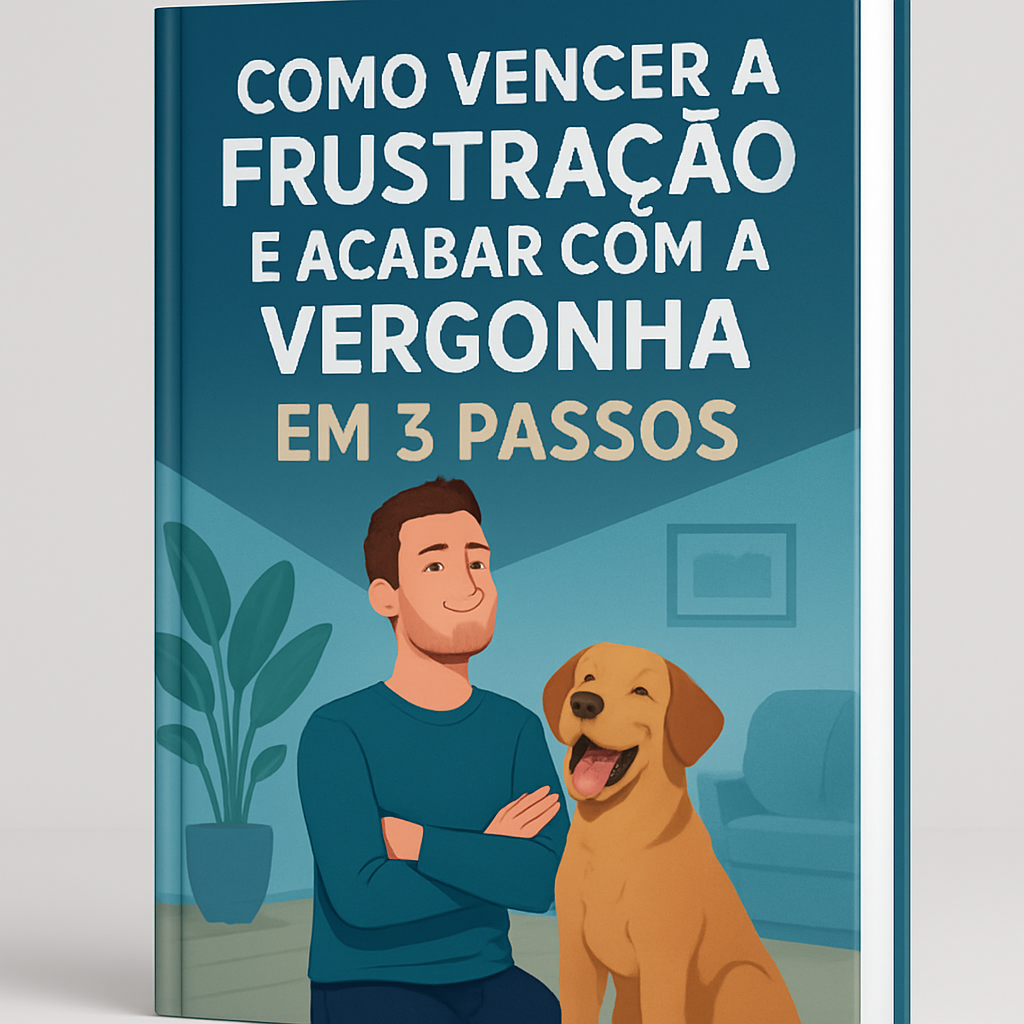 COMO VENCER A
FRUSTRAÇÃO
E ACABAR COM A
VERGONHA
EM 3 PASSOS